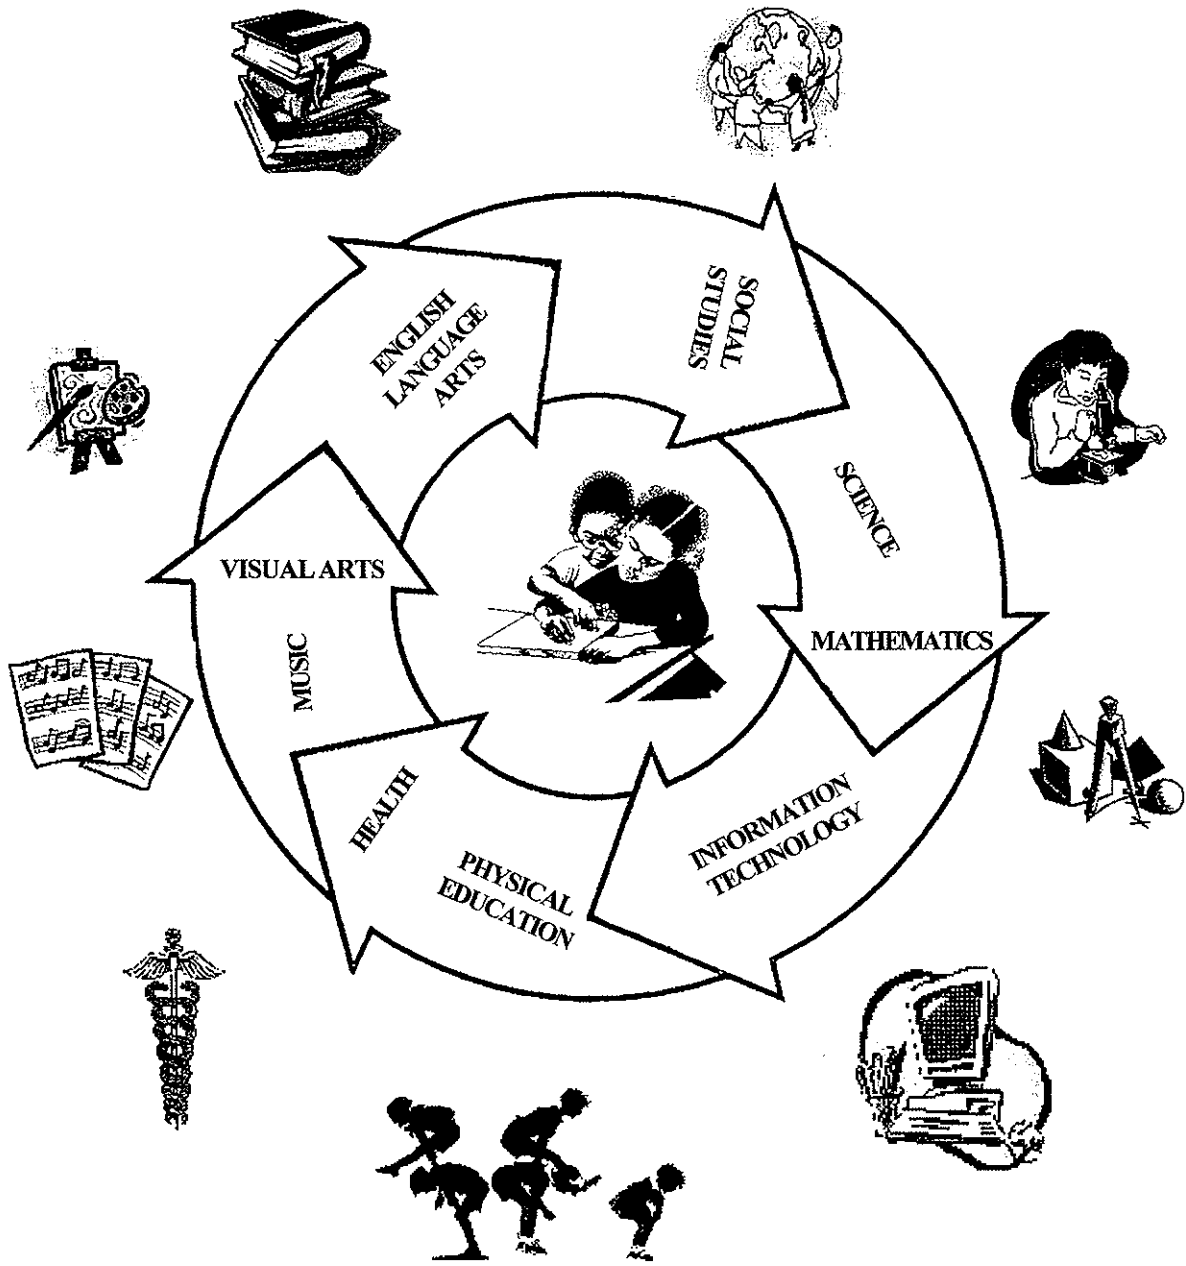 ENGLISH
LANGUAGE
ARTS
SOCIAL
STUDIES
SCIENCE
MATHEMATICS
INFORMATION
TECHNOLOGY
PHYSICAL
EDUCATION
HEALTH
MUSIC
VISUAL ARTS